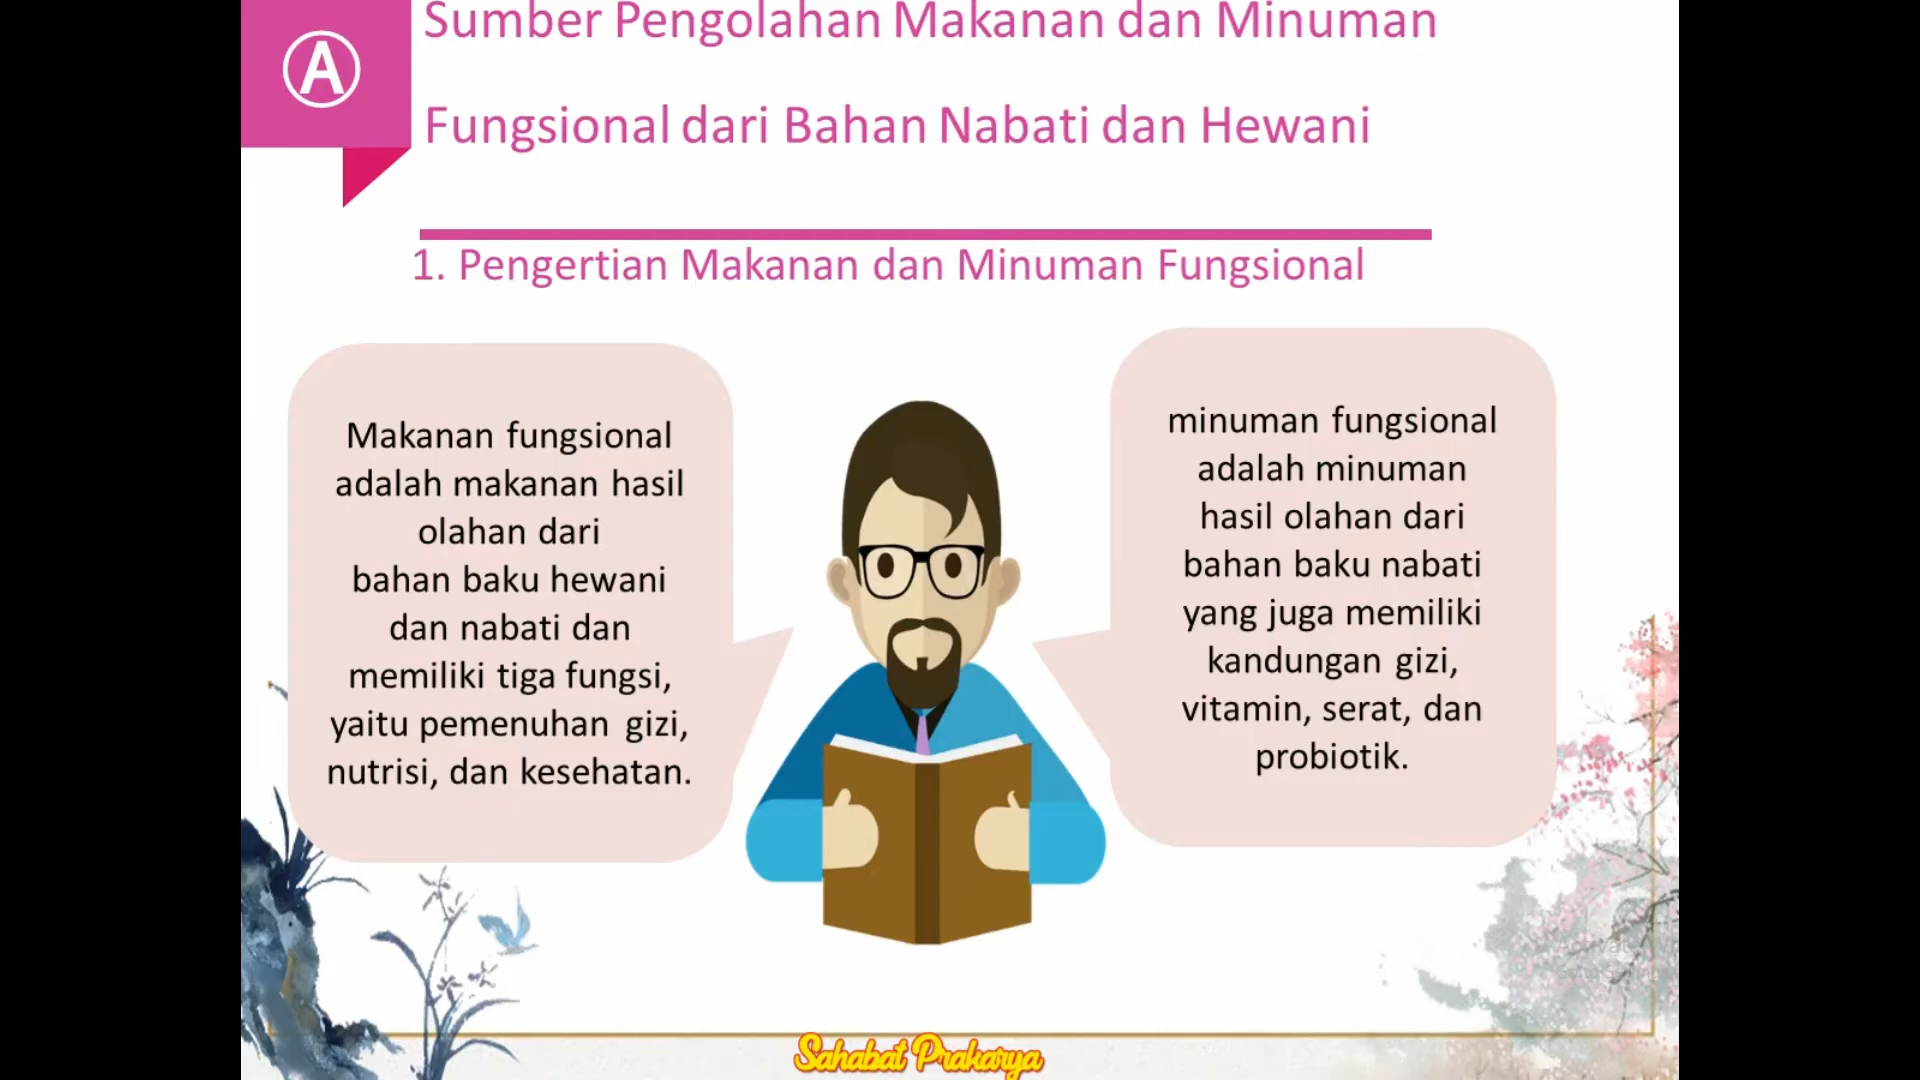 A
Sumber Pengolahan Makanan dan Minuman
Fungsional dari Bahan Nabati dan Hewani
1. Pengertian Makanan dan Minuman Fungsional
Makanan fungsional
adalah makanan hasil
olahan dari
bahan baku hewani
dan nabati dan
memiliki tiga fungsi,
yaitu pemenuhan gizi,
nutrisi, dan kesehatan.
minuman fungsional
adalah minuman
hasil olahan dari
bahan baku nabati
yang juga memiliki
kandungan gizi,
vitamin, serat, dan
probiotik.
Sahabat Prakarya